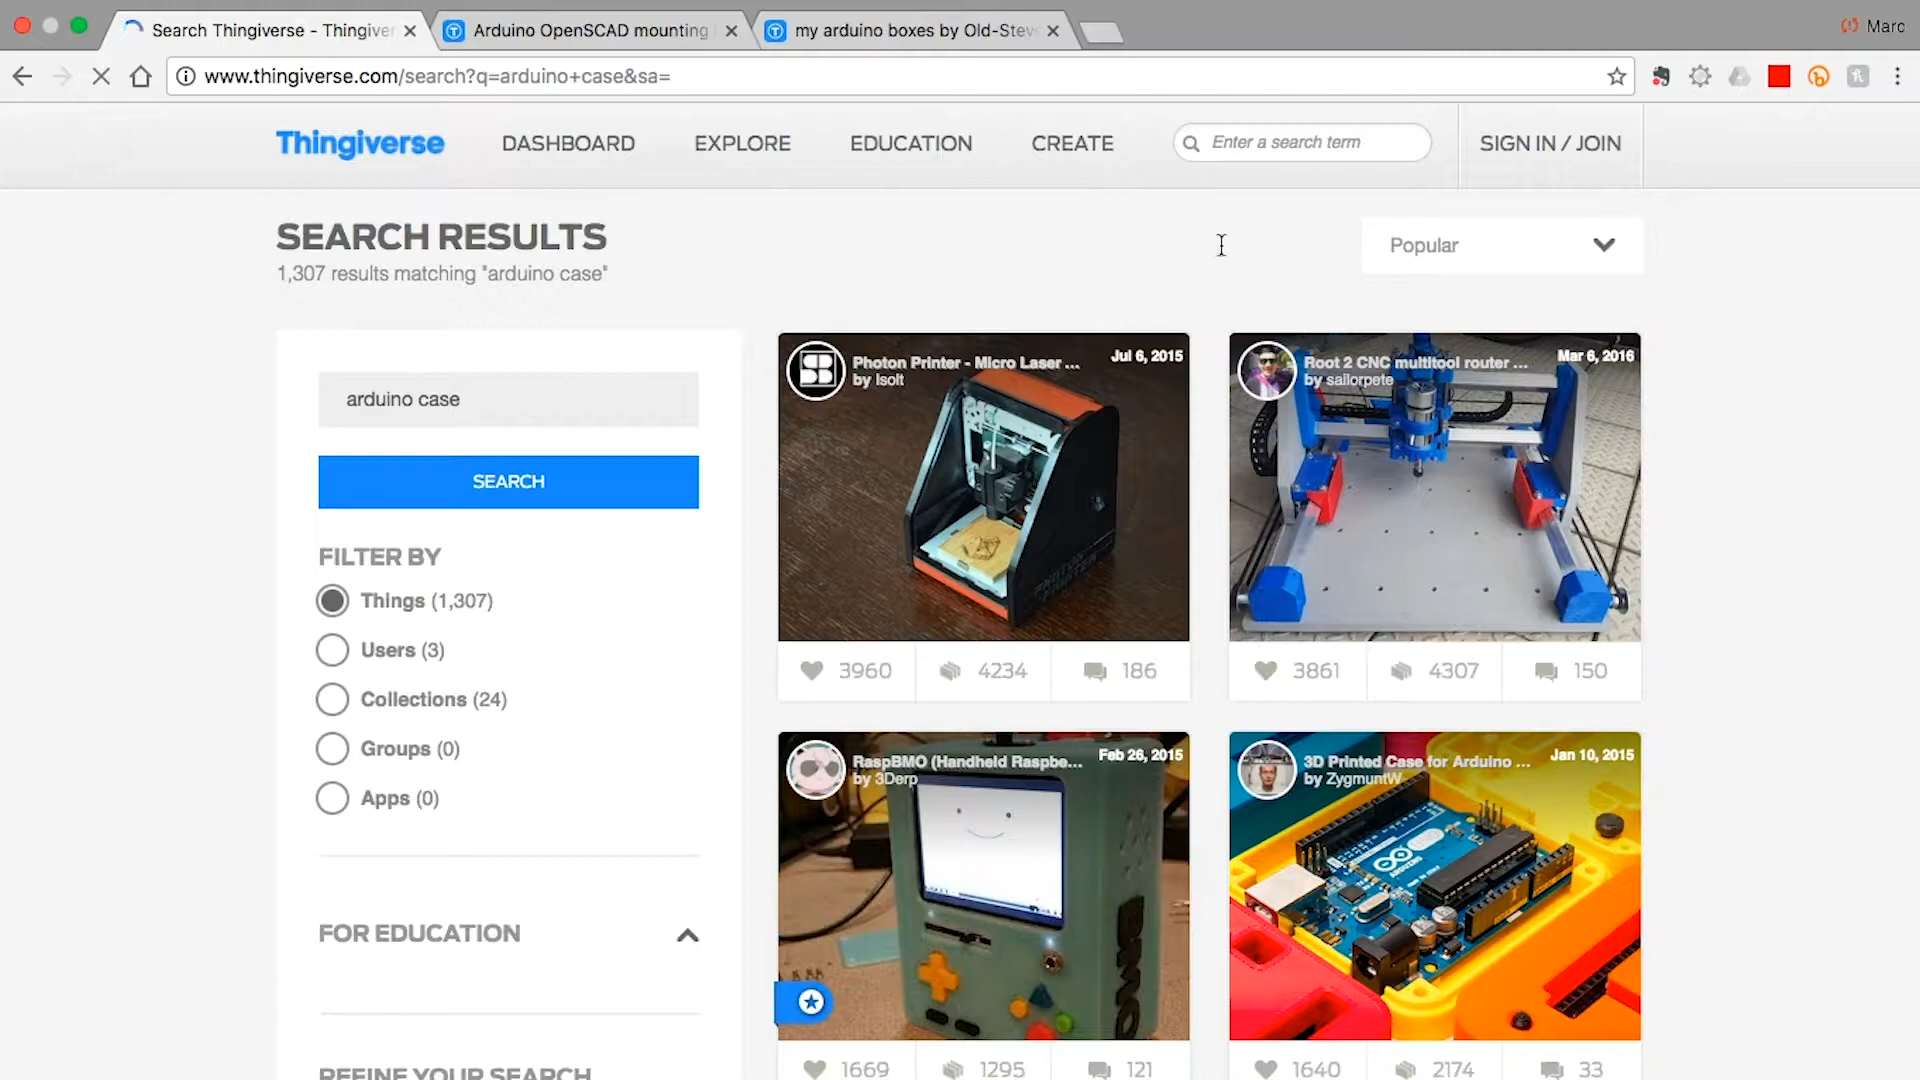 Search Thingiverse - Thingiver
Arduino OpenSCAD mounting
my arduino boxes by Old-Stev
Marc
www.thingiverse.com/search?q=arduino+case&sa=
Thingiverse
DASHBOARD
EXPLORE
EDUCATION
CREATE
Enter a search term
SIGN IN / JOIN
SEARCH RESULTS
1,307 results matching "arduino case"
Popular
arduino case
SEARCH
FILTER BY
Things (1,307)
Users (3)
Collections (24)
Groups (0)
Apps (0)
FOR EDUCATION
REFINE YOUR SEARCH
Photon Printer - Micro Laser ...
by Isolt
Jul 6, 2015
3960
4234
186
Root 2 CNC multitool router ...
by sailorpete
Mar 6, 2016
3861
4307
150
RaspBMO (Handheld Raspbe...
by 3Derp
Feb 26, 2015
BMO
1669
1295
121
3D Printed Case for Arduino ...
by ZygmuntW
Jan 10, 2015
ARDUINO
1640
2174
33